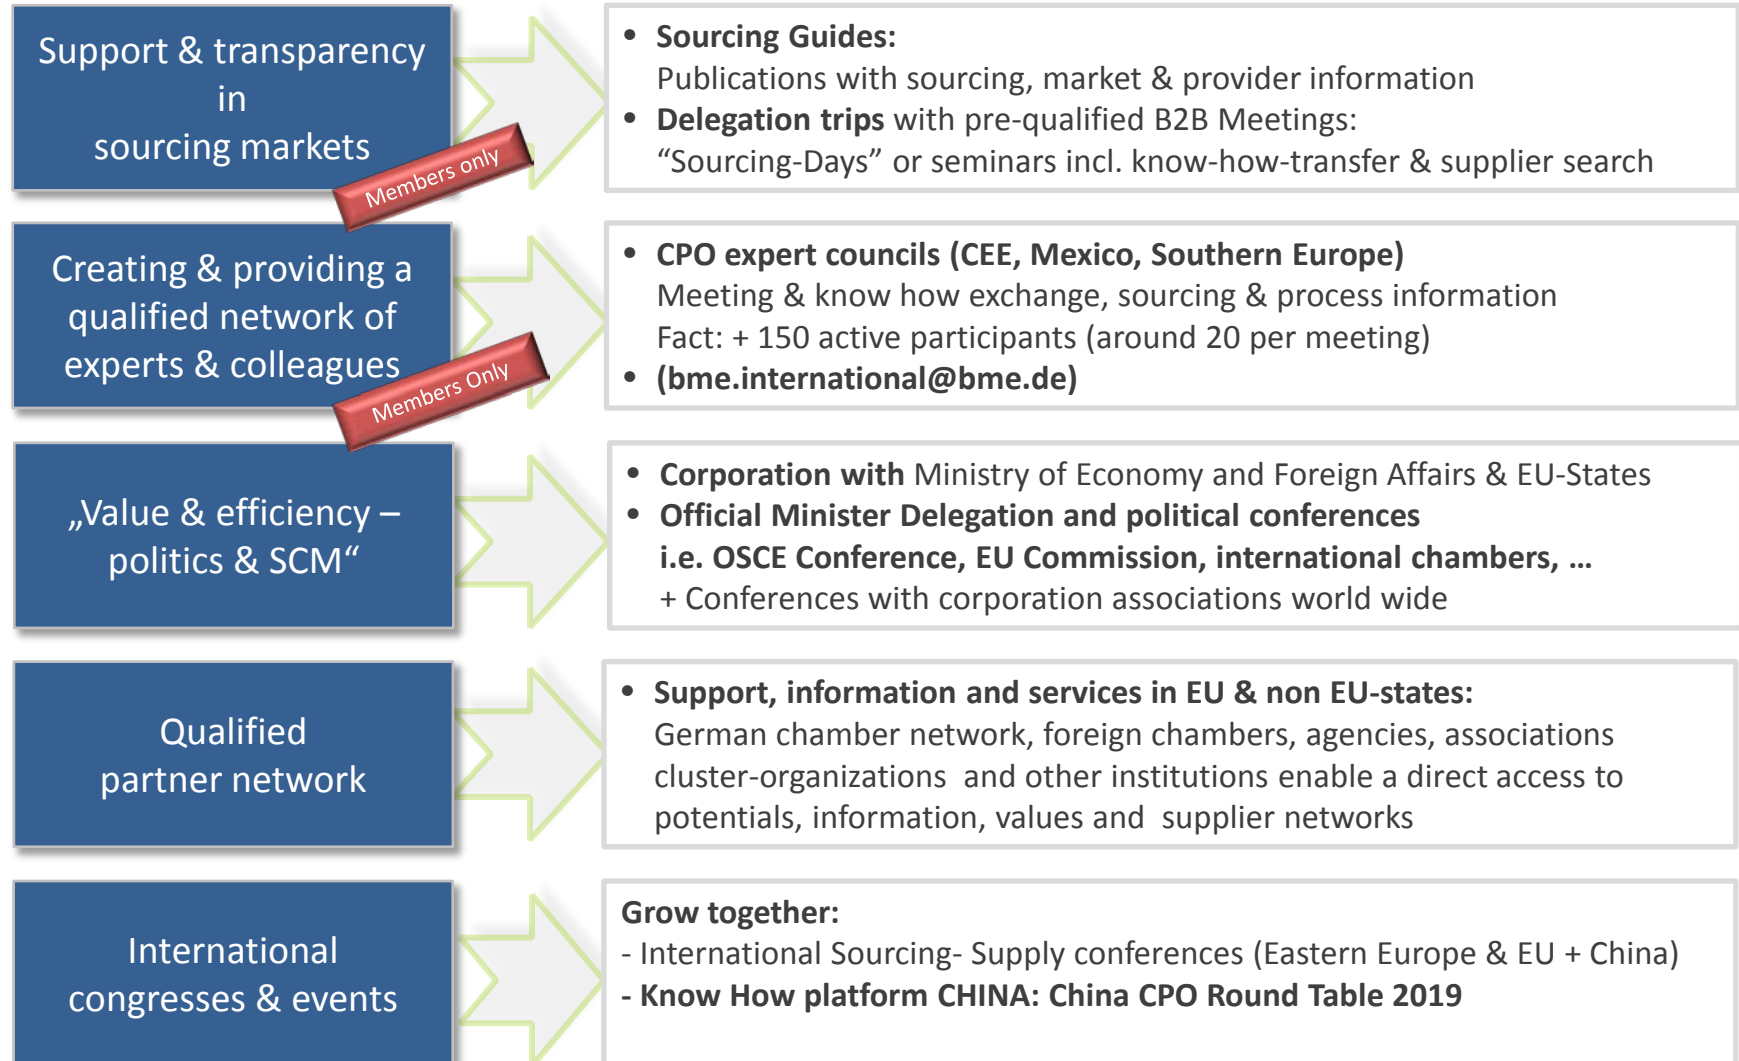 Support & transparency
in
sourcing markets
Members only
• Sourcing Guides:
Publications with sourcing, market & provider information
• Delegation trips with pre-qualified B2B Meetings:
“Sourcing-Days” or seminars incl. know-how-transfer & supplier search
Creating & providing a
qualified network of
experts & colleagues
Members Only
• CPO expert councils (CEE, Mexico, Southern Europe)
Meeting & know how exchange, sourcing & process information
Fact: + 150 active participants (around 20 per meeting)
• (bme.international@bme.de)
„Value & efficiency –
politics & SCM“
• Corporation with Ministry of Economy and Foreign Affairs & EU-States
• Official Minister Delegation and political conferences
i.e. OSCE Conference, EU Commission, international chambers, …
+ Conferences with corporation associations world wide
Qualified
partner network
• Support, information and services in EU & non EU-states:
German chamber network, foreign chambers, agencies, associations
cluster-organizations and other institutions enable a direct access to
potentials, information, values and supplier networks
International
congresses & events
Grow together:
- International Sourcing- Supply conferences (Eastern Europe & EU + China)
- Know How platform CHINA: China CPO Round Table 2019